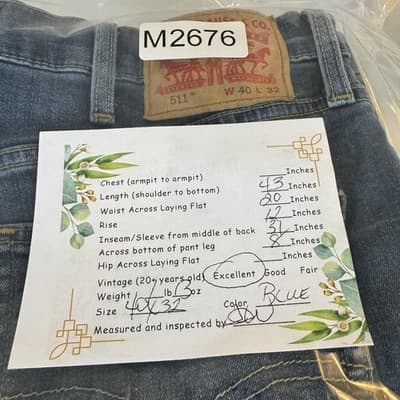 M2676
& CO.
511™ W 40 L 32
Chest (armpit to armpit) Inches
Length (shoulder to bottom) 43 Inches
Waist Across Laying Flat 20 Inches
Rise 12 Inches
Inseam/Sleeve from middle of back 31 Inches
Across bottom of pant leg 8 Inches
Hip Across Laying Flat Inches
Vintage (20+ years old) Excellent Good Fair
Weight 1 lb 13 oz
Size 40X32 Color BLUE
Measured and inspected by